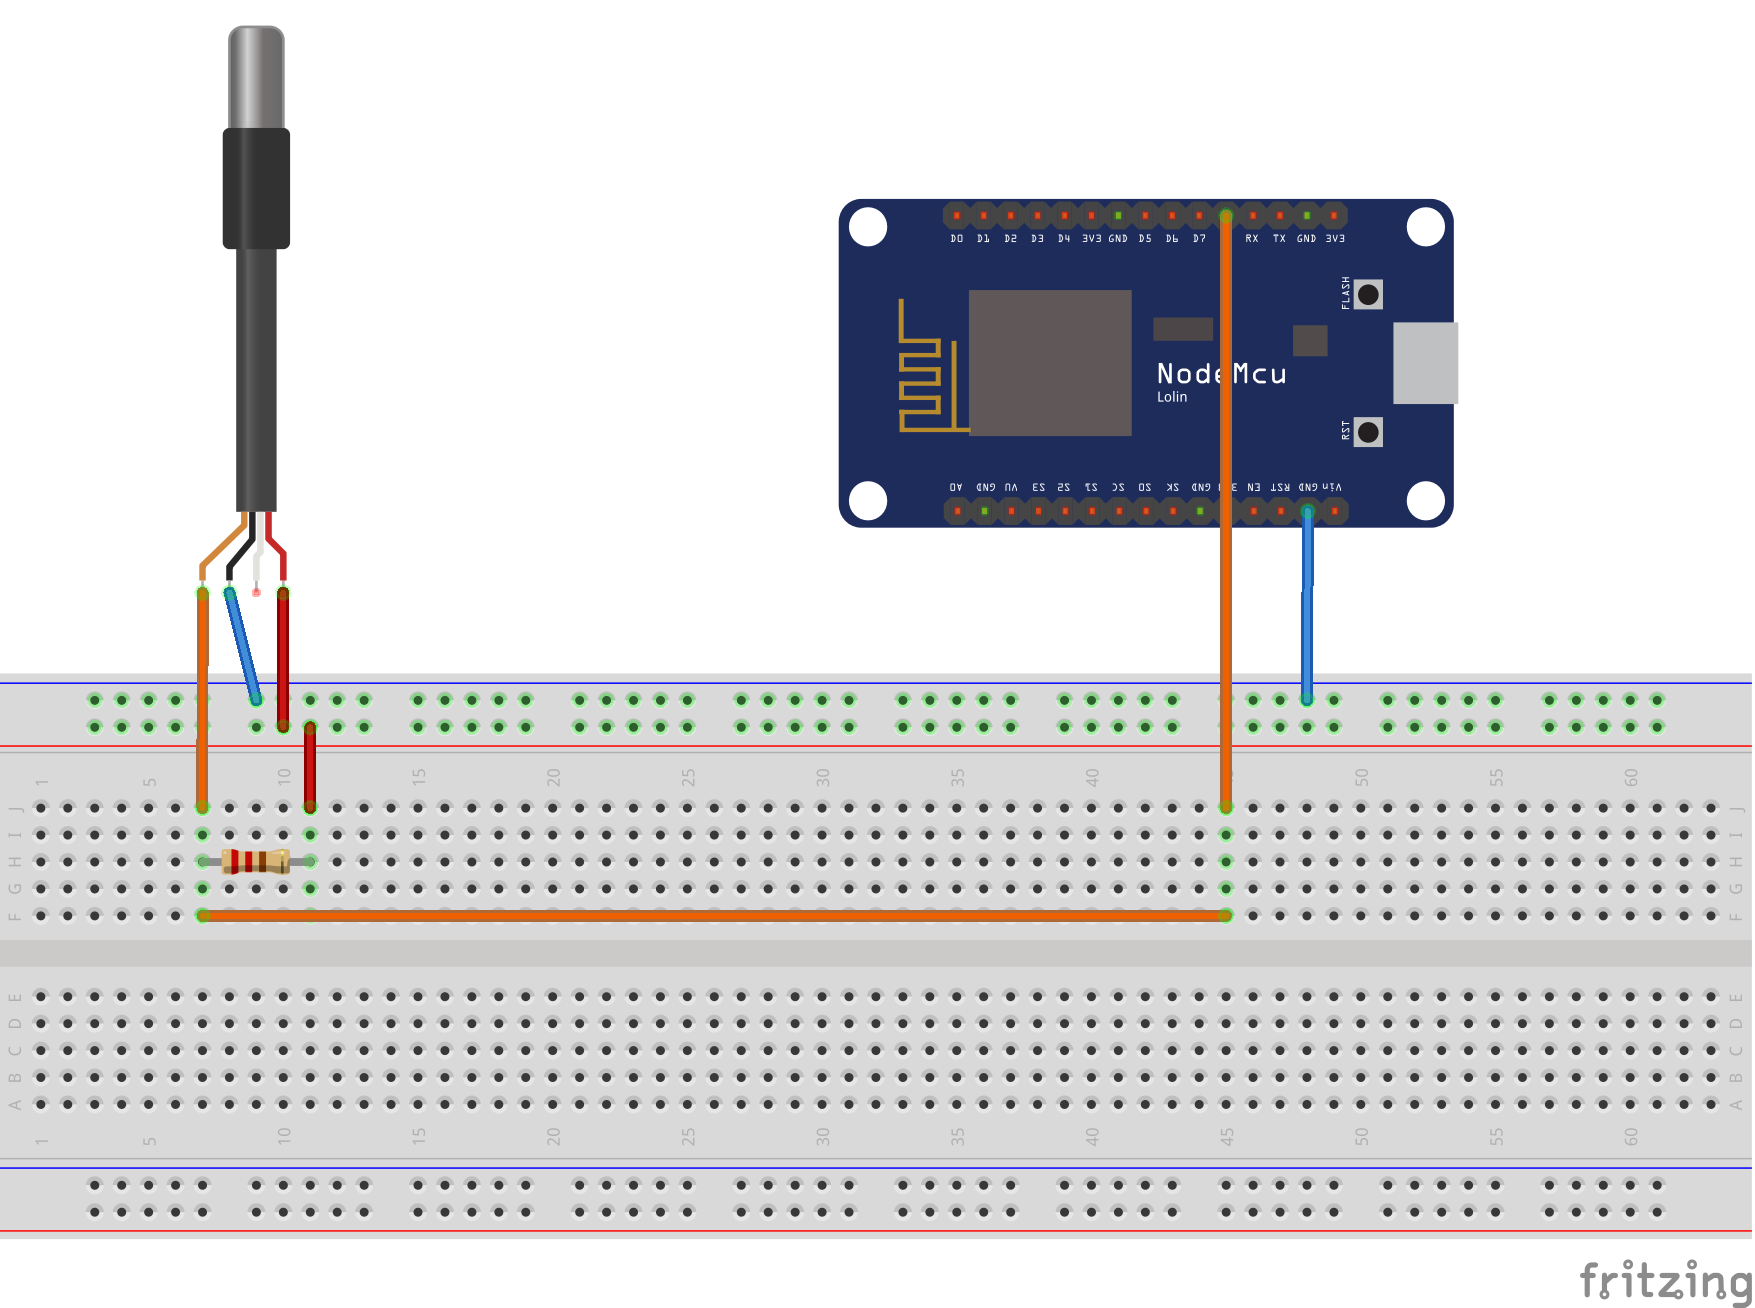 D0 D1 D2 D3 D4 3V3 GND D5 D6 D7 RX TX GND 3V3
FLASH
NodeMcu
Lolin
RST
A0 GND VU S3 S2 S1 SC S0 SK GND EN RST GND Vin
1 5 10 15 20 25 30 35 40 50 55 60
J J
I I
H H
G G
F F
E E
D D
C C
B B
A A
1 5 10 15 20 25 30 35 40 45 50 55 60
fritzing